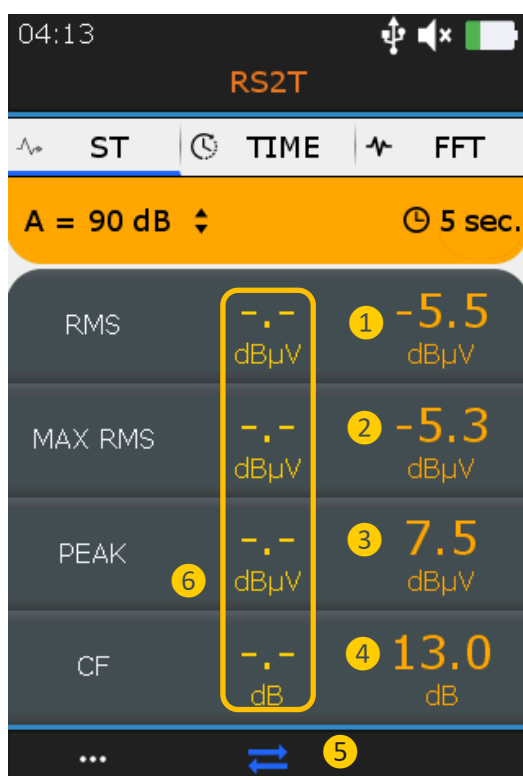 04:13
RS2T
ST TIME FFT
A = 90 dB 5 sec.
RMS -.- dBµV 1 -5.5 dBµV
MAX RMS -.- dBµV 2 -5.3 dBµV
PEAK -.- dBµV 3 7.5 dBµV
6
CF -.- dB 4 13.0 dB
... 5